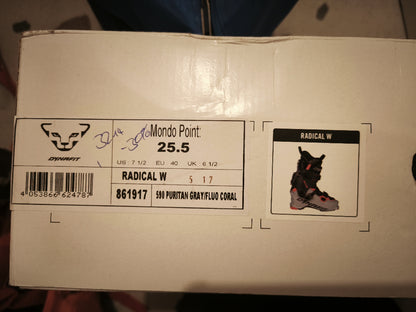 Mondo Point:
25.5
DYNAFIT
US: 7 1/2 EU: 40 UK: 6 1/2
RADICAL W 5 17
861917 590 PURITAN GRAY/FLUO CORAL
4 053866 624787
RADICAL W